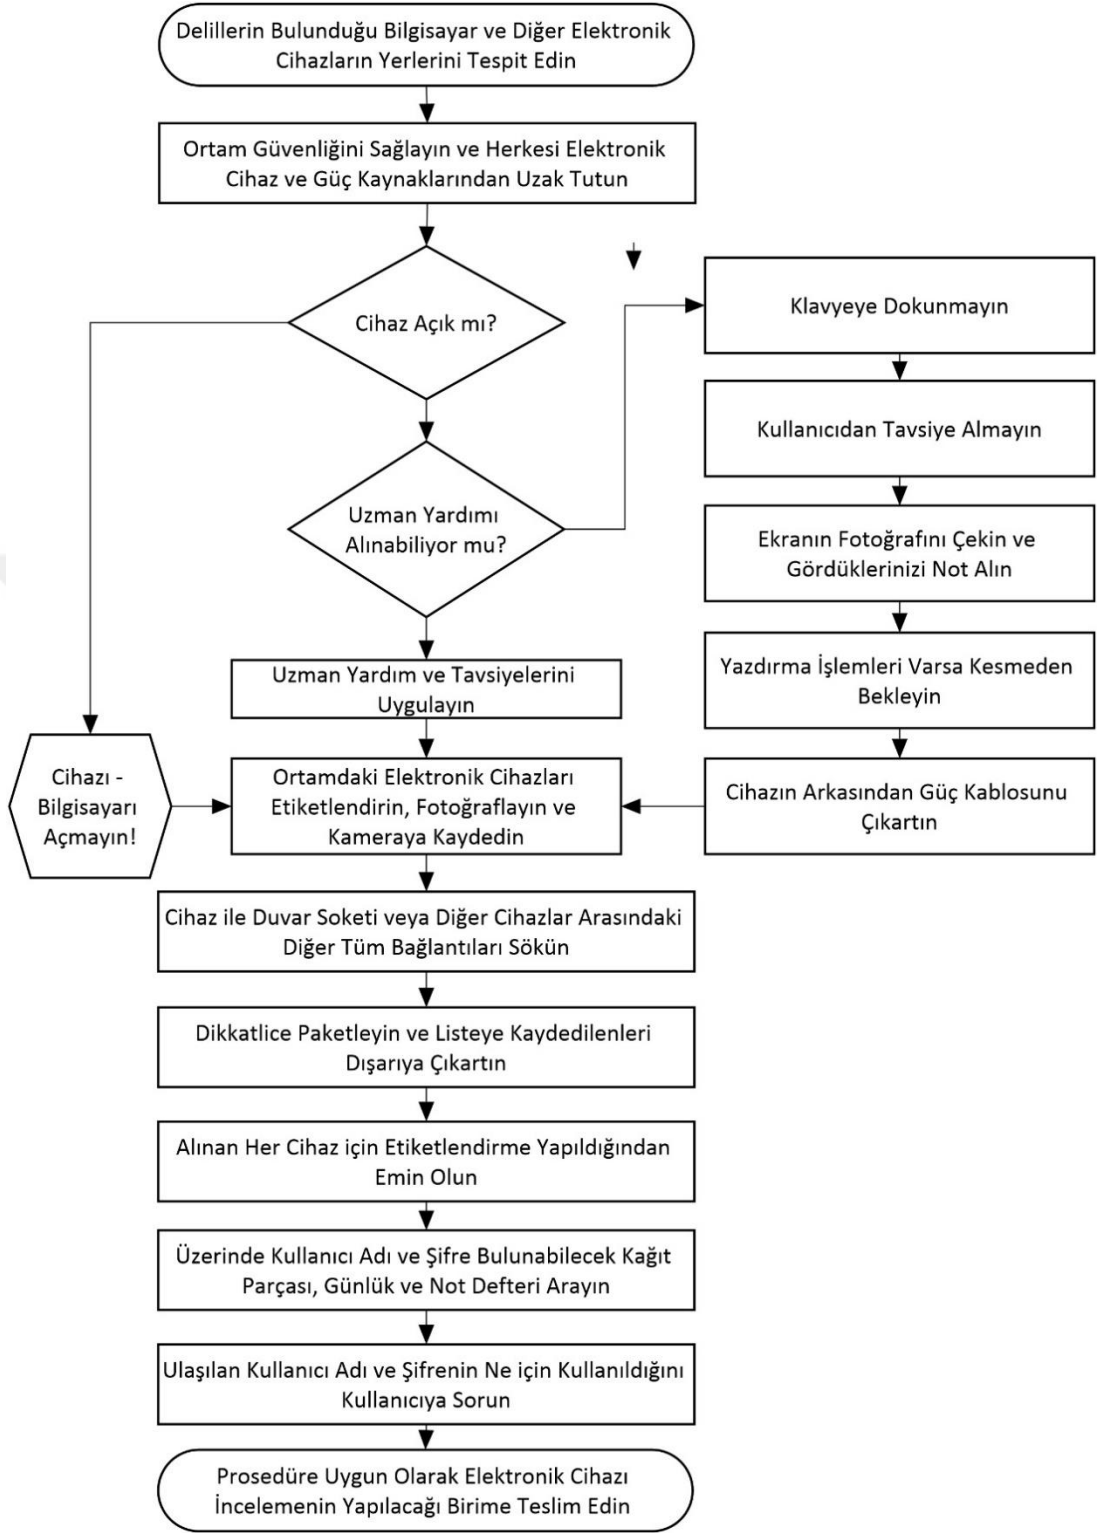 Delillerin Bulunduğu Bilgisayar ve Diğer Elektronik
Cihazların Yerlerini Tespit Edin
Ortam Güvenliğini Sağlayın ve Herkesi Elektronik
Cihaz ve Güç Kaynaklarından Uzak Tutun
Cihaz Açık mı?
Uzman Yardımı
Alınabiliyor mu?
Klavyeye Dokunmayın
Kullanıcıdan Tavsiye Almayın
Ekranın Fotoğrafını Çekin ve
Gördüklerinizi Not Alın
Yazdırma İşlemleri Varsa Kesmeden
Bekleyin
Cihazın Arkasından Güç Kablosunu
Çıkartın
Uzman Yardım ve Tavsiyelerini
Uygulayın
Cihazı -
Bilgisayarı
Açmayın!
Ortamdaki Elektronik Cihazları
Etiketlendirin, Fotoğraflayın ve
Kameraya Kaydedin
Cihaz ile Duvar Soketi veya Diğer Cihazlar Arasındaki
Diğer Tüm Bağlantıları Sökün
Dikkatlice Paketleyin ve Listeye Kaydedilenleri
Dışarıya Çıkartın
Alınan Her Cihaz için Etiketlendirme Yapıldığından
Emin Olun
Üzerinde Kullanıcı Adı ve Şifre Bulunabilecek Kağıt
Parçası, Günlük ve Not Defteri Arayın
Ulaşılan Kullanıcı Adı ve Şifrenin Ne için Kullanıldığını
Kullanıcıya Sorun
Prosedüre Uygun Olarak Elektronik Cihazı
İncelemenin Yapılacağı Birime Teslim Edin